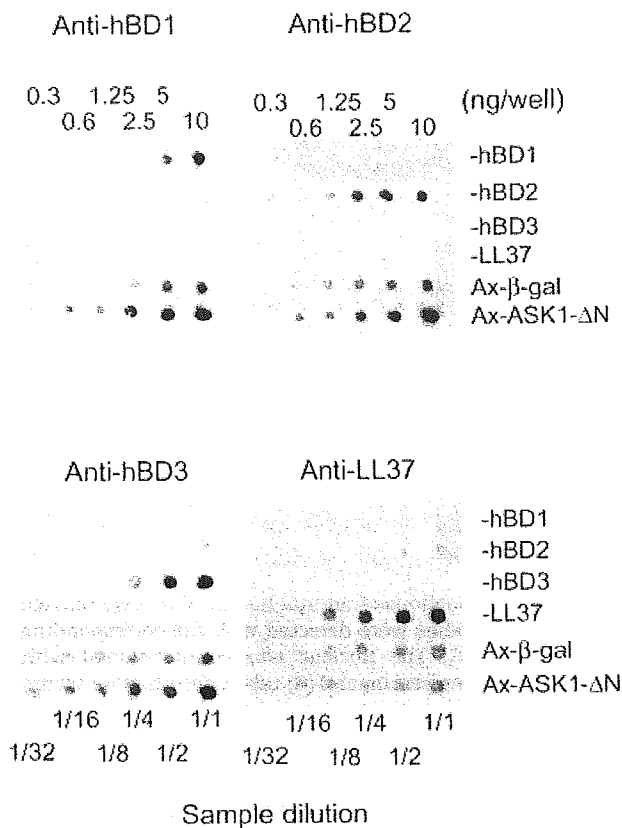 Anti-hBD1 Anti-hBD2
0.3 1.25 5 0.3 1.25 5 (ng/well)
0.6 2.5 10 0.6 2.5 10
-hBD1
-hBD2
-hBD3
-LL37
Ax-β-gal
Ax-ASK1-ΔN
Anti-hBD3 Anti-LL37
-hBD1
-hBD2
-hBD3
-LL37
Ax-β-gal
Ax-ASK1-ΔN
1/16 1/4 1/1 1/16 1/4 1/1
1/32 1/8 1/2 1/32 1/8 1/2
Sample dilution